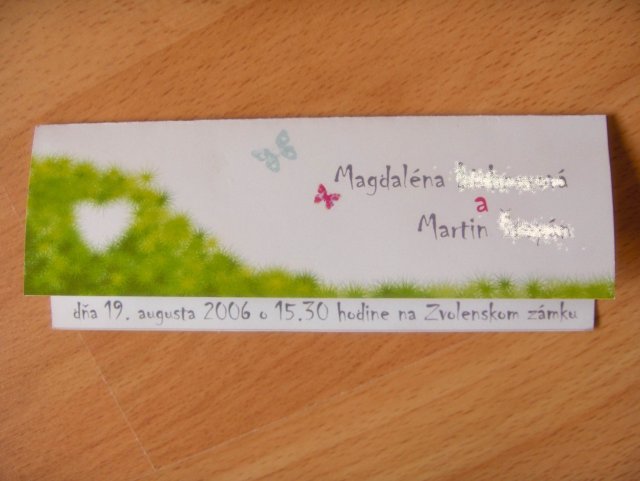 Magdaléna
a
Martin
dňa 19. augusta 2006 o 15.30 hodine na Zvolenskom zámku